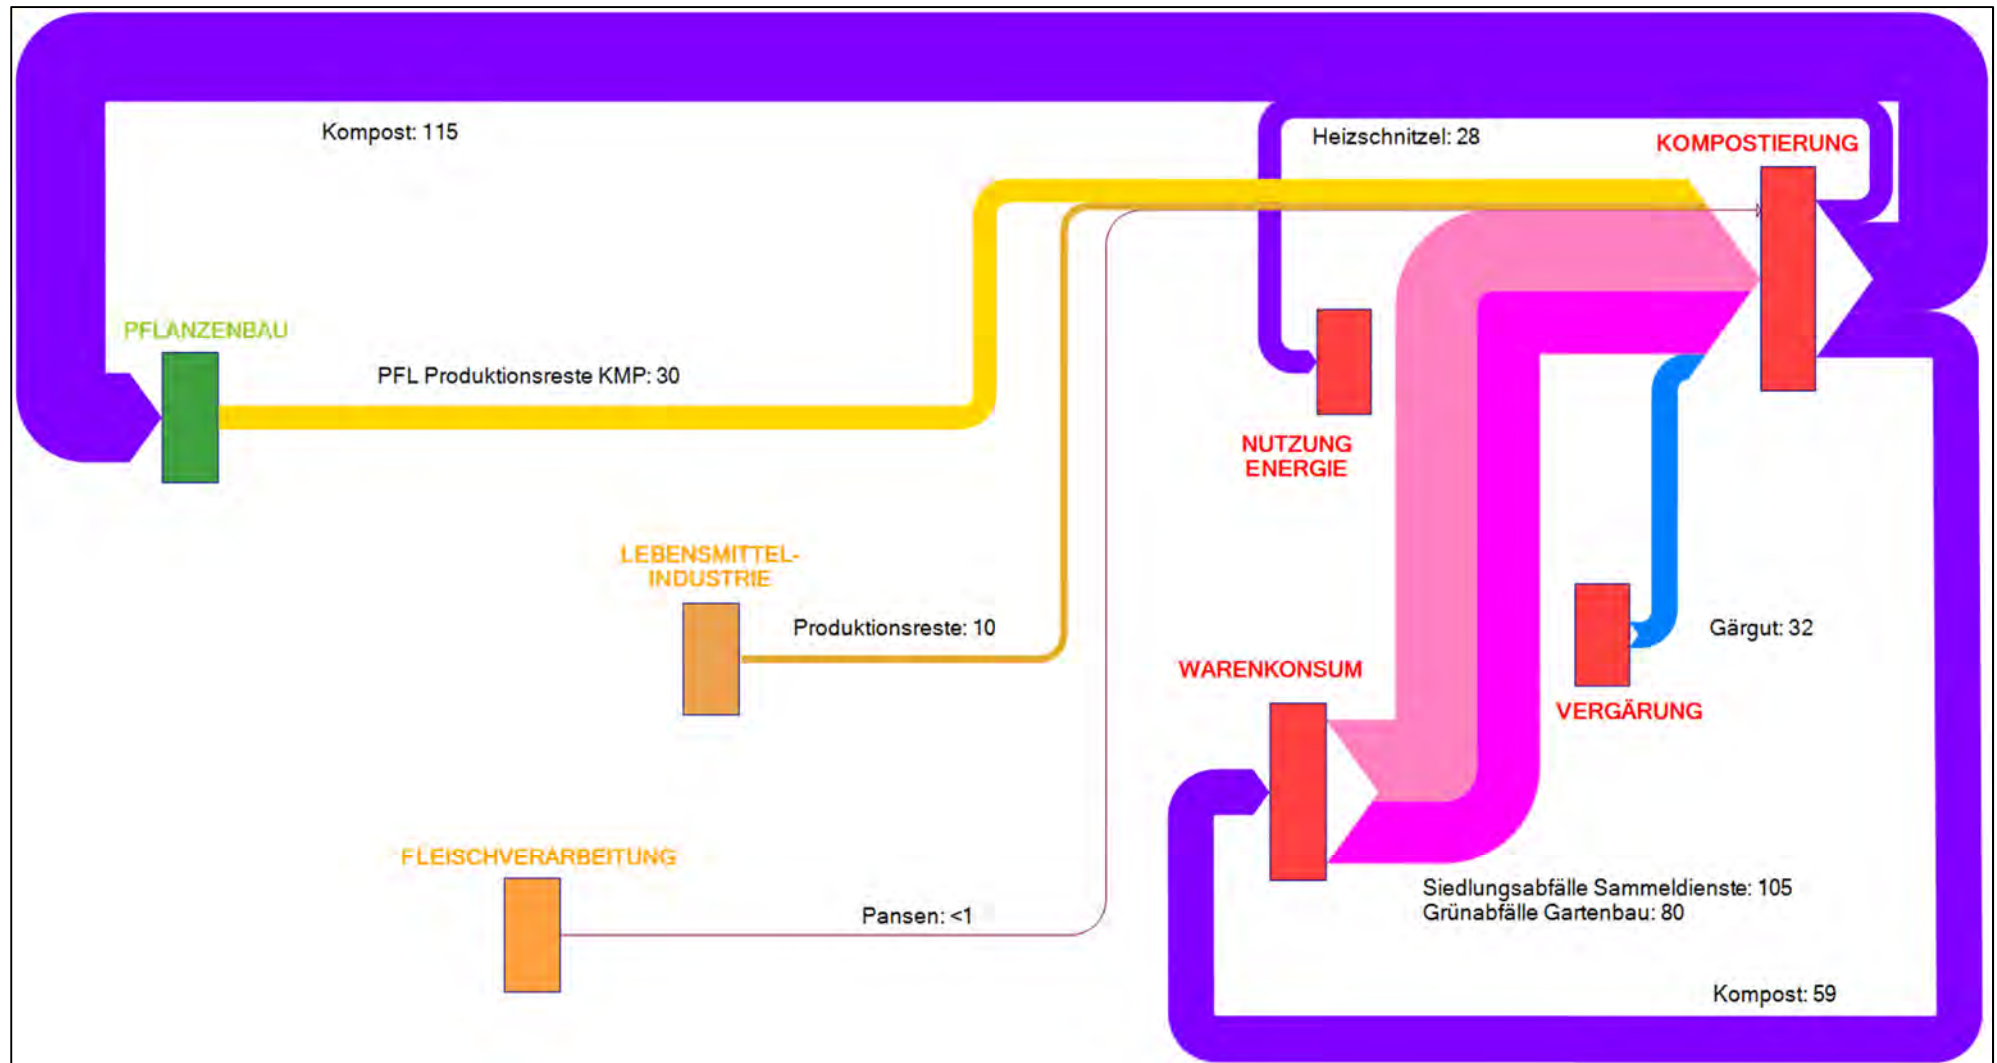 Kompost: 115
Heizschnitzel: 28
KOMPOSTIERUNG
PFLANZENBAU
PFL Produktionsreste KMP: 30
NUTZUNG
ENERGIE
LEBENSMITTEL-
INDUSTRIE
Produktionsreste: 10
Gärgut: 32
WARENKONSUM
VERGÄRUNG
FLEISCHVERARBEITUNG
Pansen: <1
Siedlungsabfälle Sammeldienste: 105
Grünabfälle Gartenbau: 80
Kompost: 59